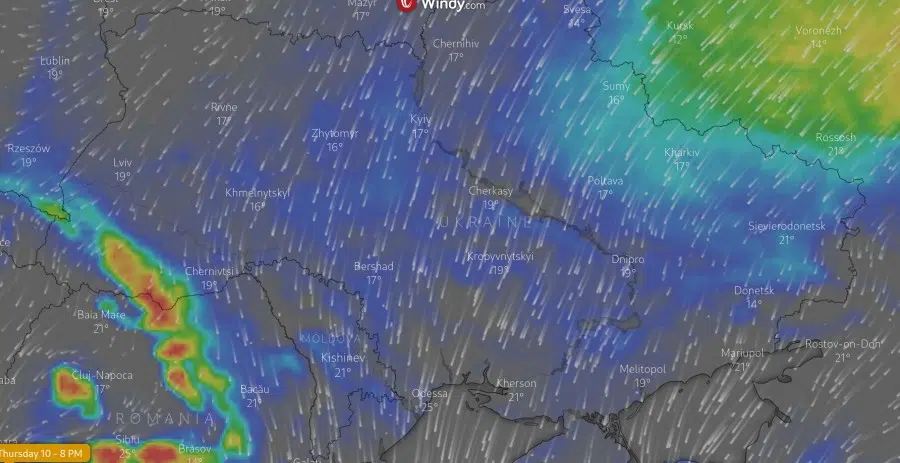 Brest
19°
Mazyr
17°
Windy.com
Svesa
14°
Kursk
12°
Voronezh
14°
Chernihiv
17°
Lublin
19°
Sumy
16°
Rivne
17°
Kyiv
17°
Zhytomyr
16°
Rossosh
21°
Rzeszów
19°
Lviv
19°
Kharkiv
17°
Khmelnytskyi
16°
Cherkasy
19°
Poltava
17°
UKRAINE
Sievierodonetsk
21°
Kropyvnytskyi
19°
Dnipro
19°
Chernivtsi
19°
Bershad
17°
Donetsk
14°
Baia Mare
21°
MOLDOVA
Kishinev
21°
Mariupol
21°
Rostov-on-Don
21°
Cluj-Napoca
17°
Melitopol
19°
Bacău
21°
Odessa
25°
Kherson
21°
ROMANIA
Sibiu
25°
Brașov
Thursday 10 - 8 PM